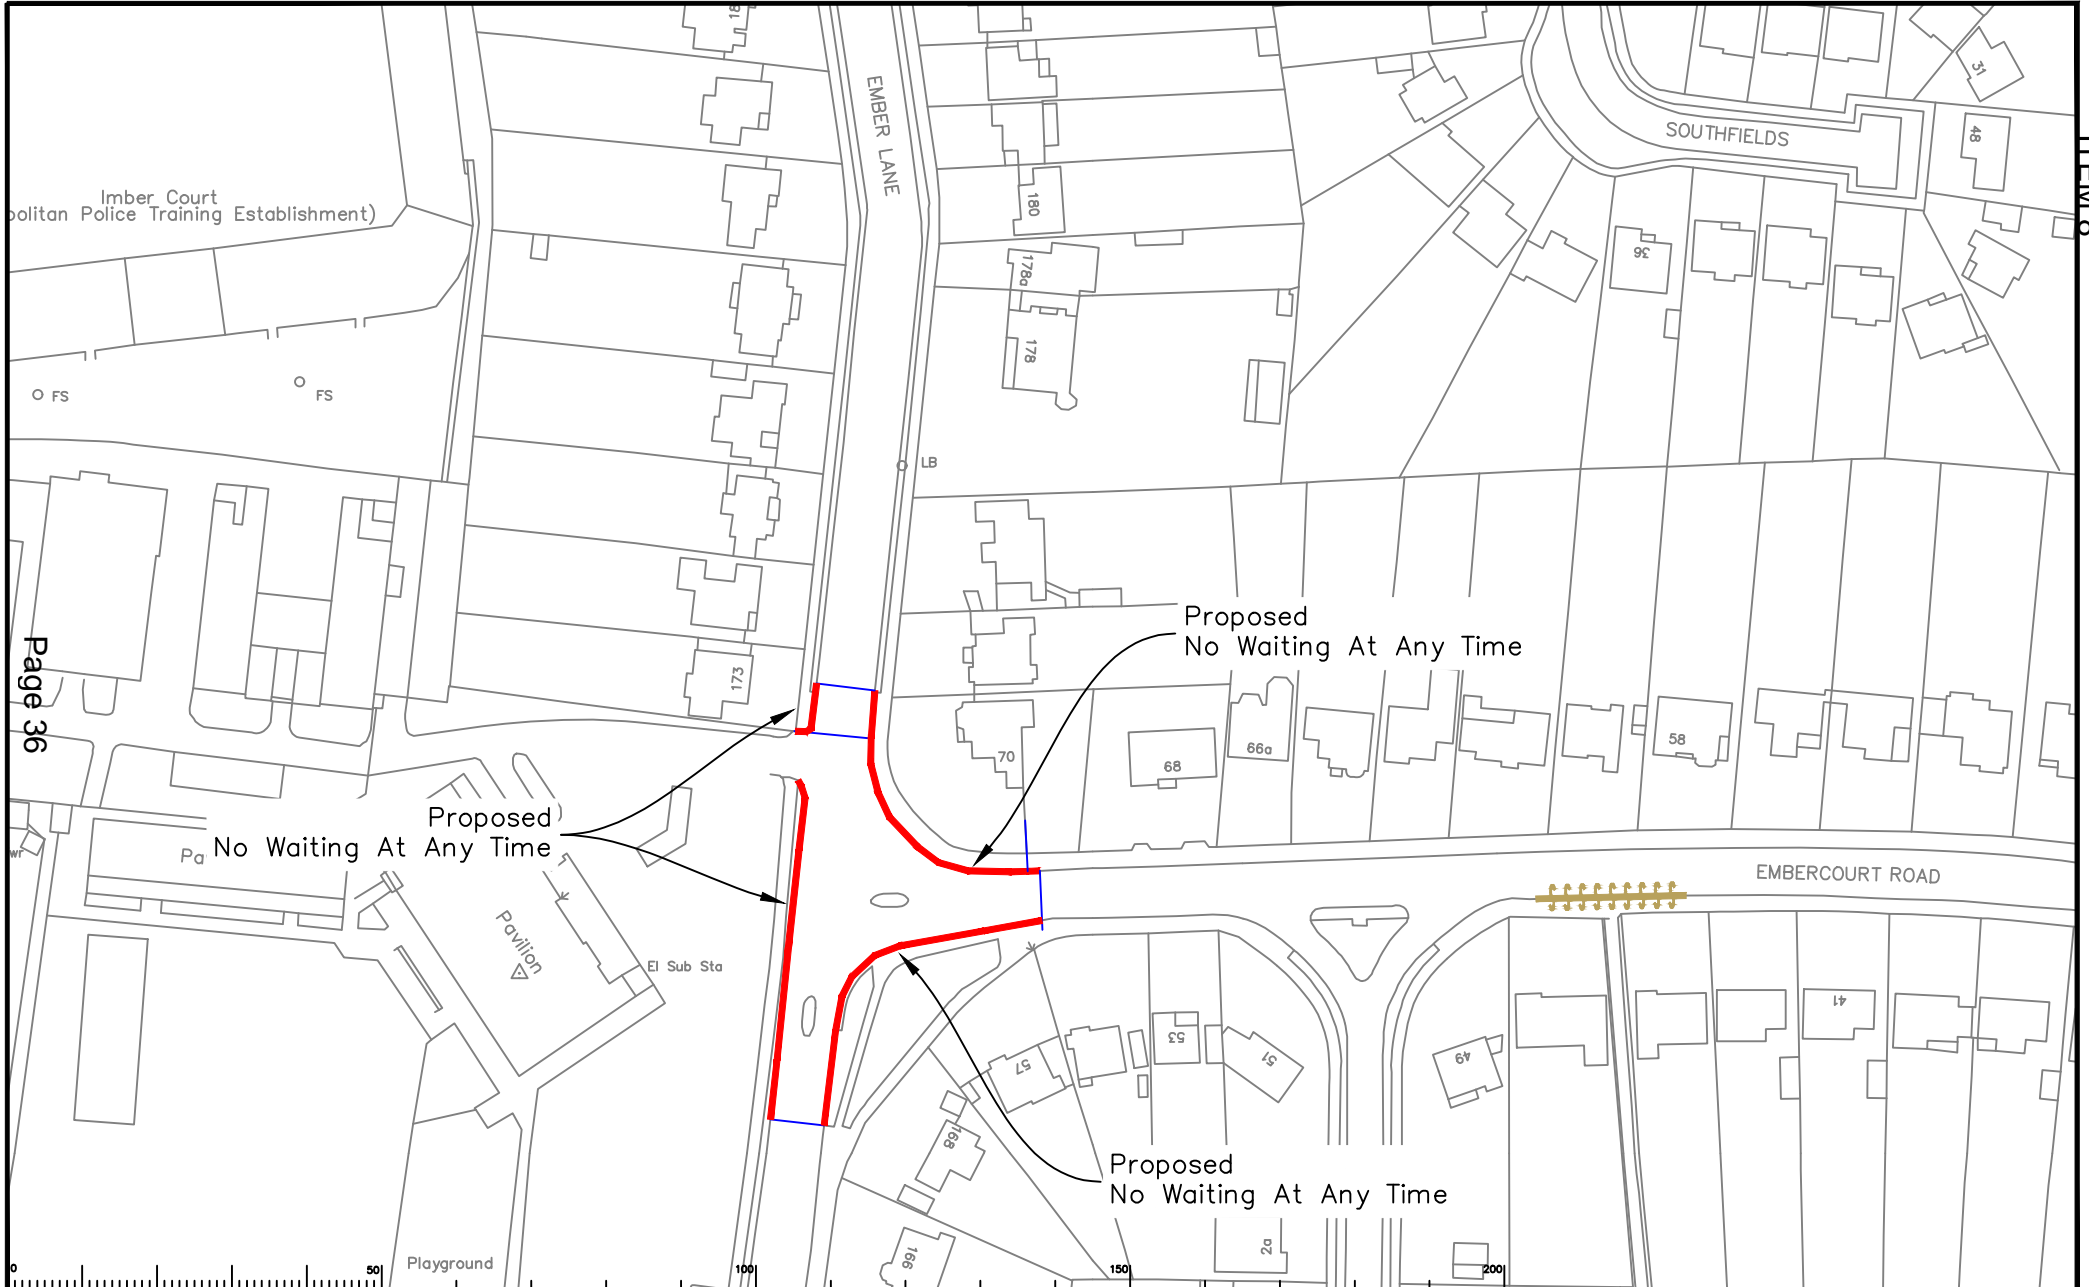 18
EMBER LANE
SOUTHFIELDS
31
48
Imber Court
politan Police Training Establishment)
180
178a
178
36
FS
FS
LB
Proposed
No Waiting At Any Time
Page 36
173
70
68
66a
58
Proposed
No Waiting At Any Time
Pa
EMBERCOURT ROAD
Pavilion
El Sub Sta
57
53
51
49
41
168
Proposed
No Waiting At Any Time
166
2a
Playground
0
50
100
150
200